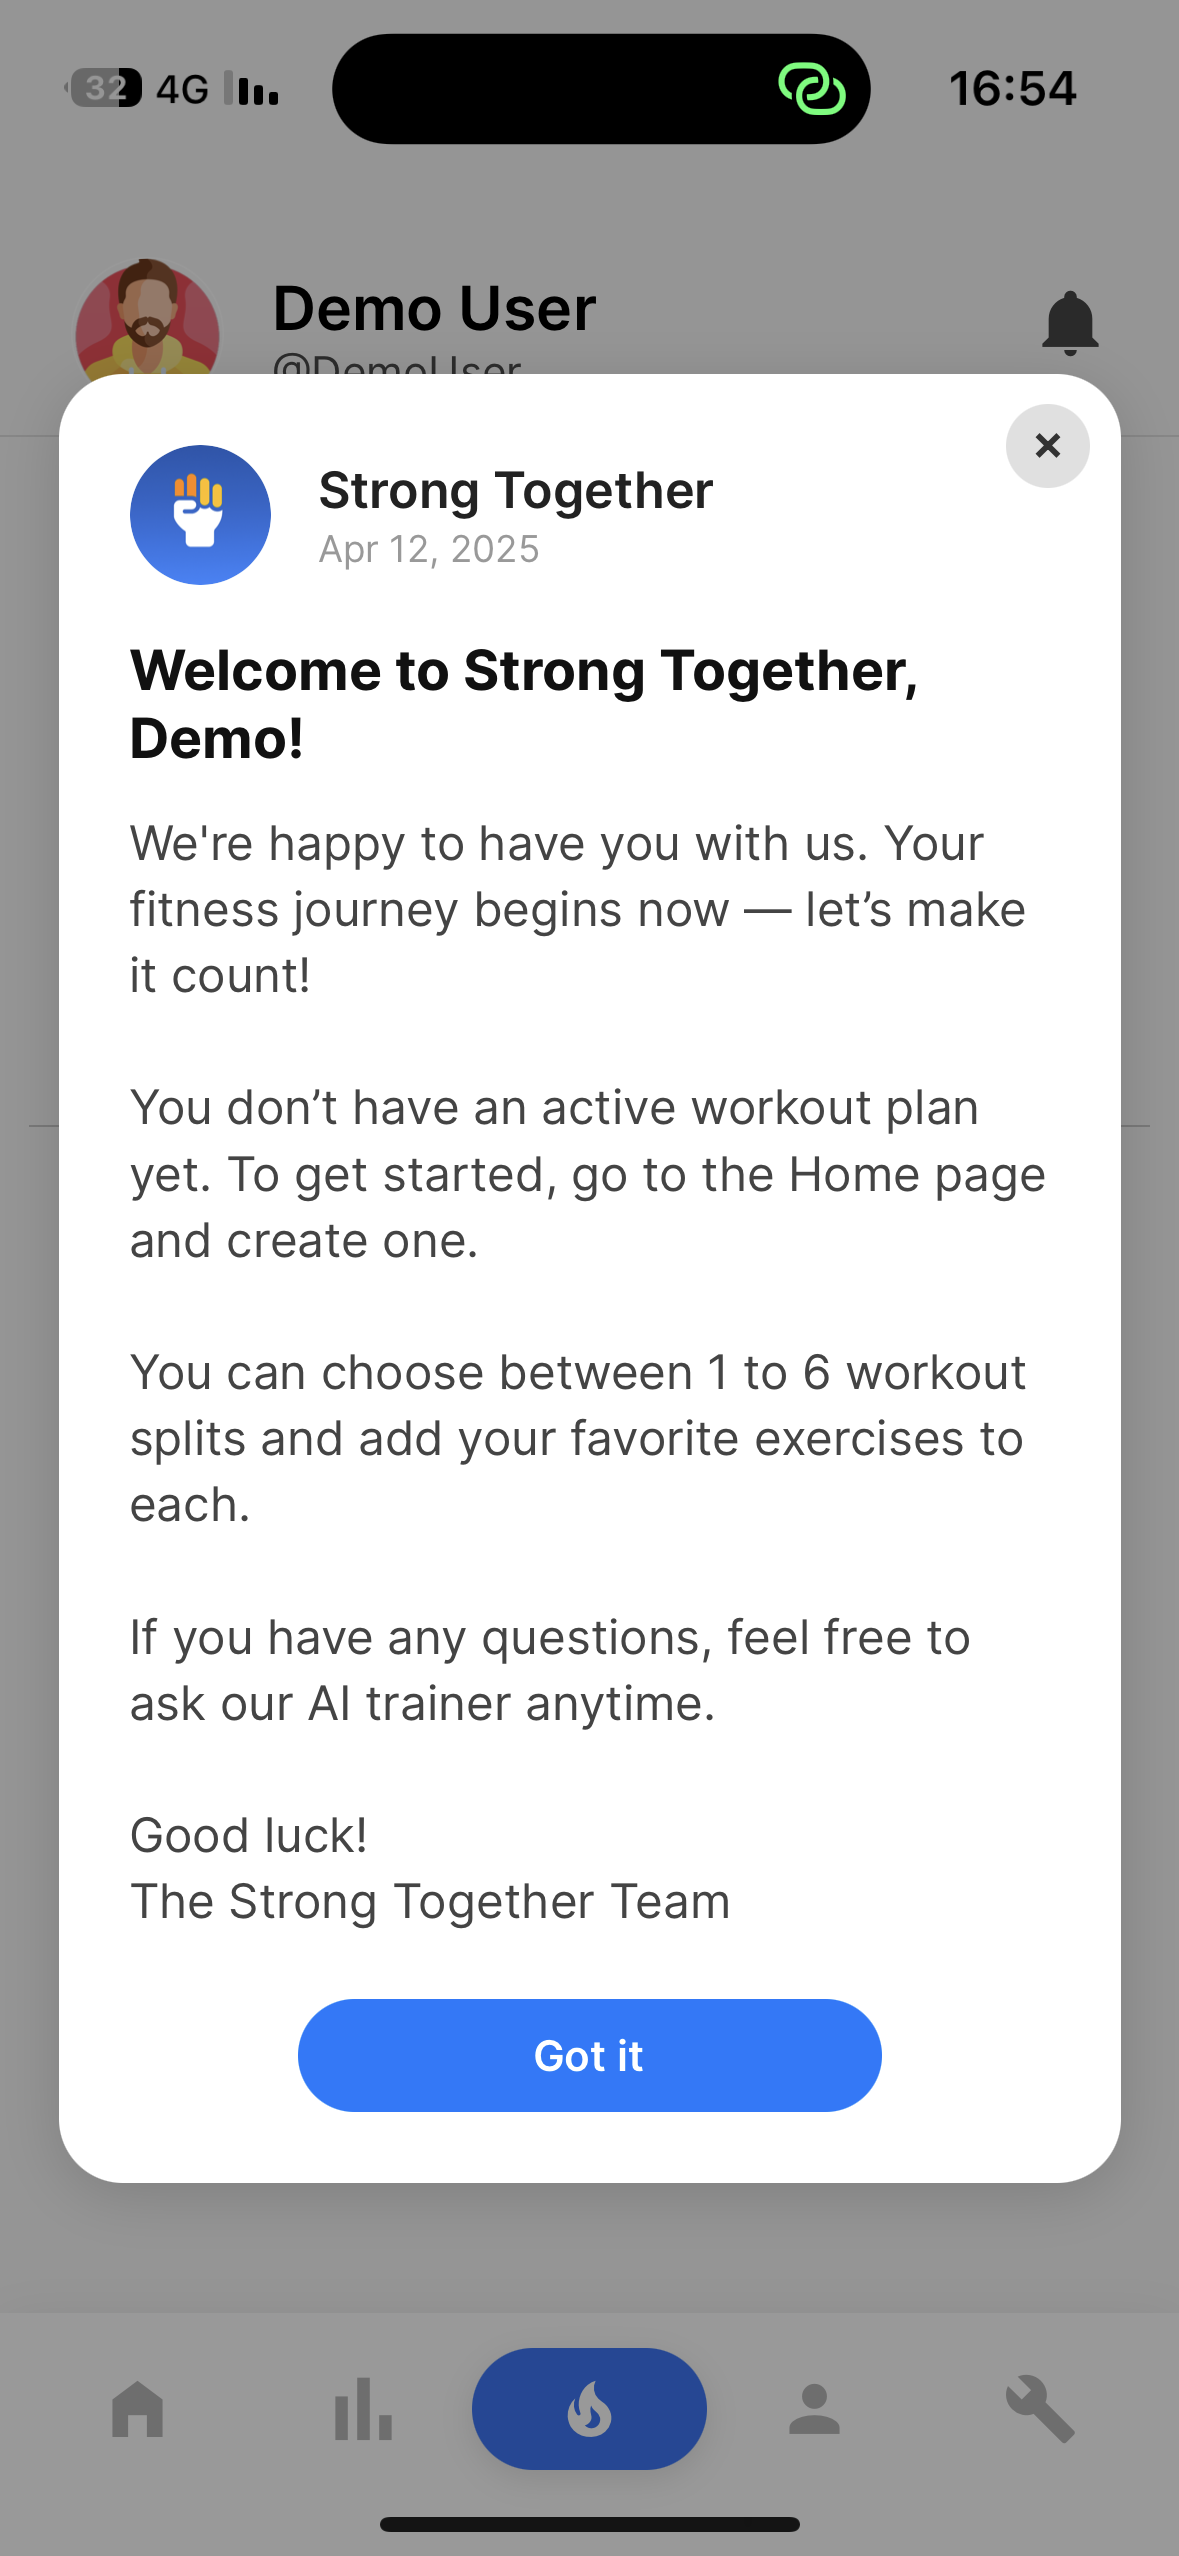 32 4G 16:54
Demo User
@DemoUser
Strong Together
Apr 12, 2025
Welcome to Strong Together,
Demo!
We're happy to have you with us. Your
fitness journey begins now — let’s make
it count!
You don’t have an active workout plan
yet. To get started, go to the Home page
and create one.
You can choose between 1 to 6 workout
splits and add your favorite exercises to
each.
If you have any questions, feel free to
ask our AI trainer anytime.
Good luck!
The Strong Together Team
Got it